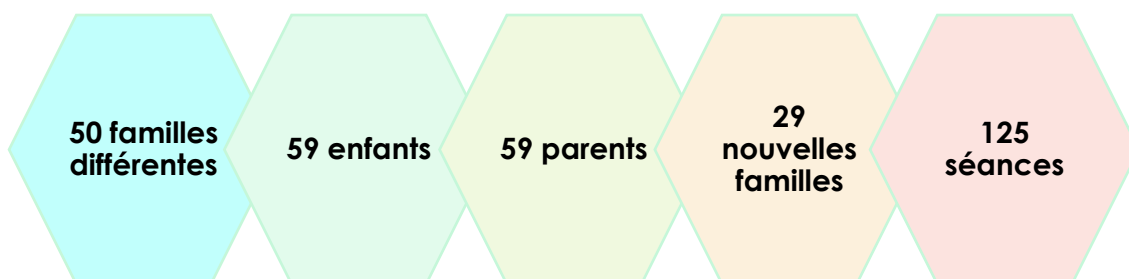 50 familles
différentes
59 enfants
59 parents
29
nouvelles
familles
125
séances